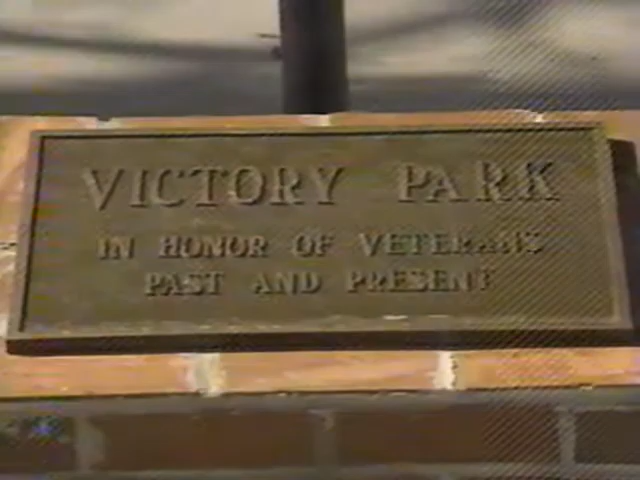 VICTORY PARK
IN HONOR OF VETERANS
PAST AND PRESENT